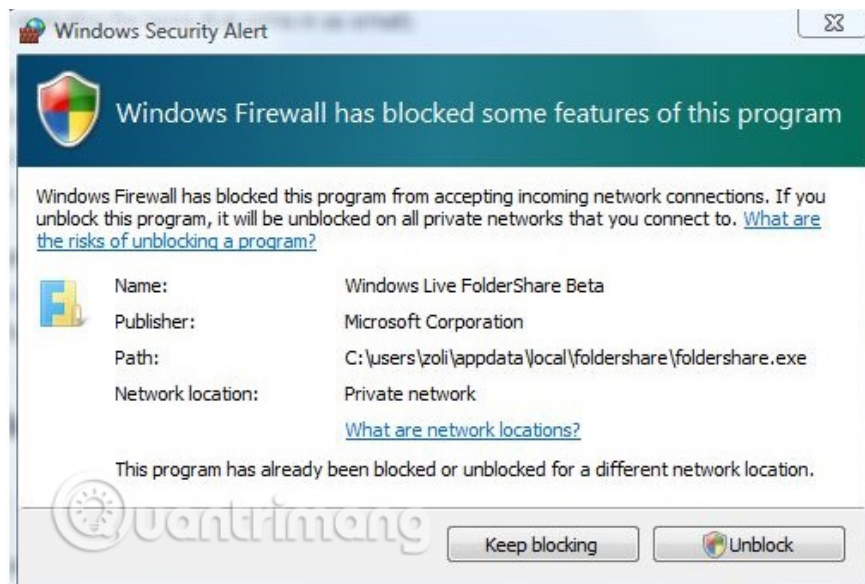 Windows Security Alert
Windows Firewall has blocked some features of this program
Windows Firewall has blocked this program from accepting incoming network connections. If you
unblock this program, it will be unblocked on all private networks that you connect to. What are
the risks of unblocking a program?
Name: Windows Live FolderShare Beta
Publisher: Microsoft Corporation
Path: C:\users\zoli\appdata\local\foldershare\foldershare.exe
Network location: Private network
What are network locations?
This program has already been blocked or unblocked for a different network location.
Quantrimang
Keep blocking Unblock